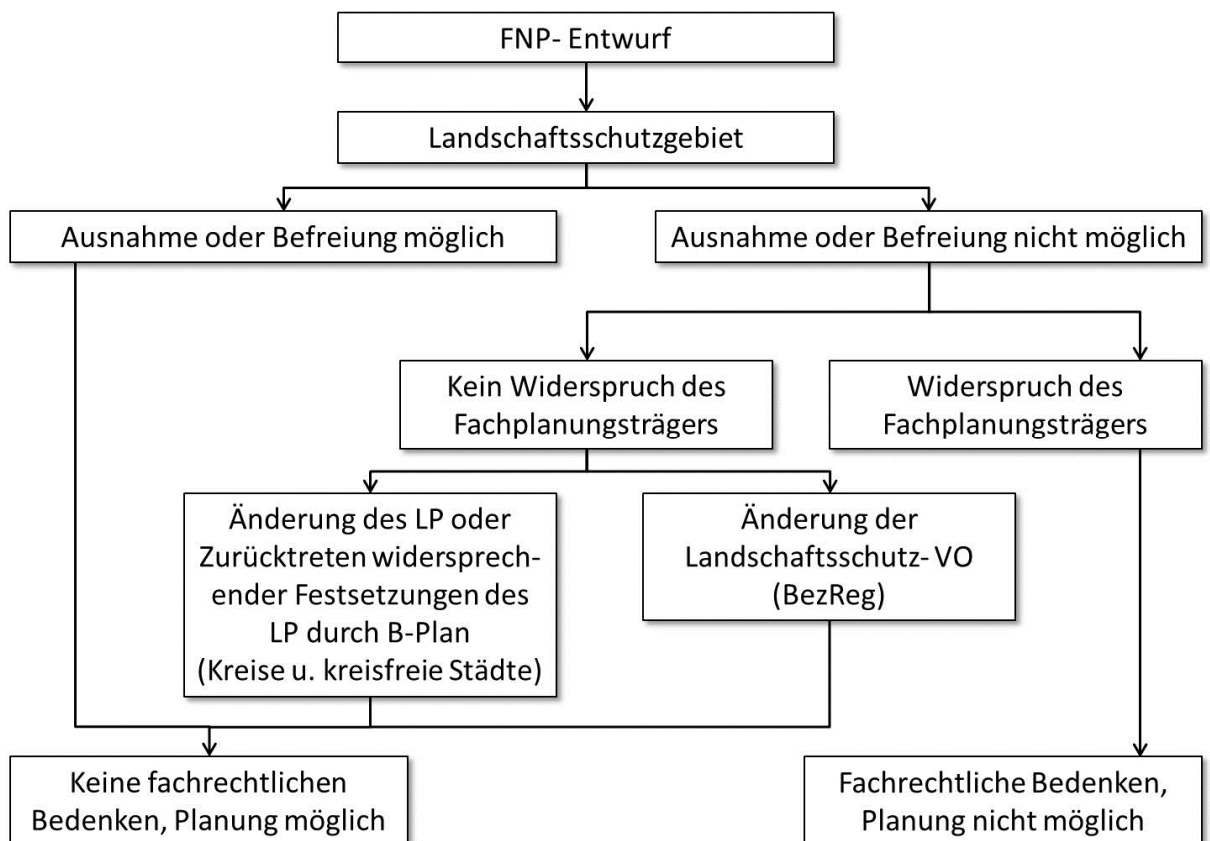 FNP- Entwurf
Landschaftsschutzgebiet
Ausnahme oder Befreiung möglich
Ausnahme oder Befreiung nicht möglich
Kein Widerspruch des
Fachplanungsträgers
Widerspruch des
Fachplanungsträgers
Änderung des LP oder
Zurücktreten widersprech-
ender Festsetzungen des
LP durch B-Plan
(Kreise u. kreisfreie Städte)
Änderung der
Landschaftsschutz- VO
(BezReg)
Keine fachrechtlichen
Bedenken, Planung möglich
Fachrechtliche Bedenken,
Planung nicht möglich